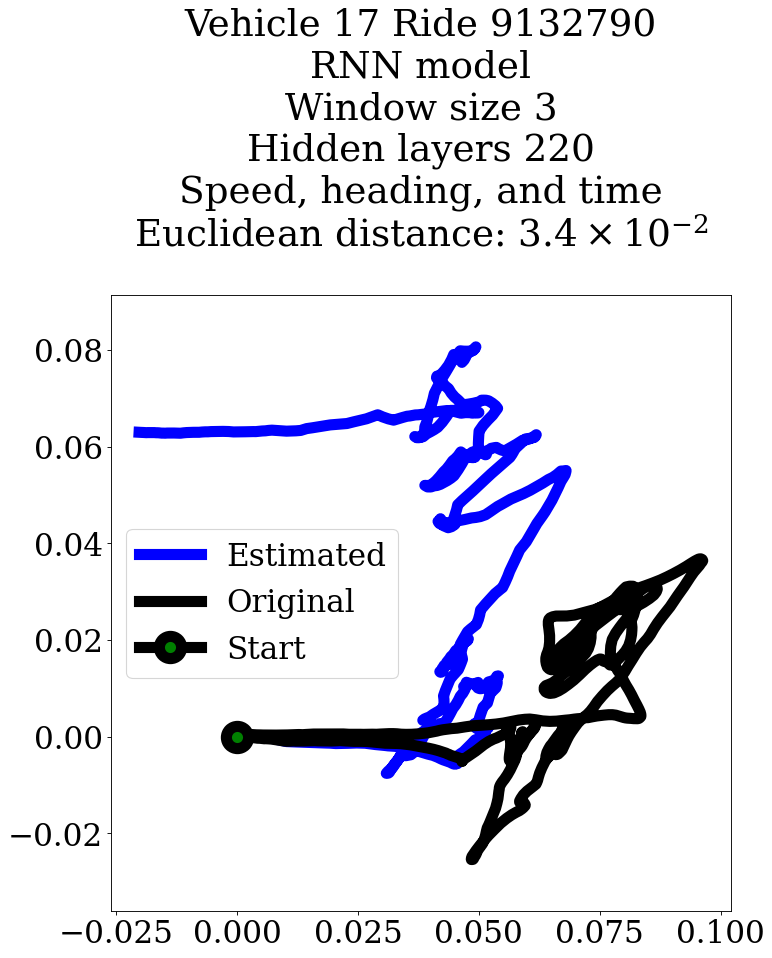 Vehicle 17 Ride 9132790
RNN model
Window size 3
Hidden layers 220
Speed, heading, and time
Euclidean distance: 3.4 × 10⁻²
0.08
0.06
0.04
0.02
0.00
−0.02
Estimated
Original
Start
−0.025 0.000 0.025 0.050 0.075 0.100